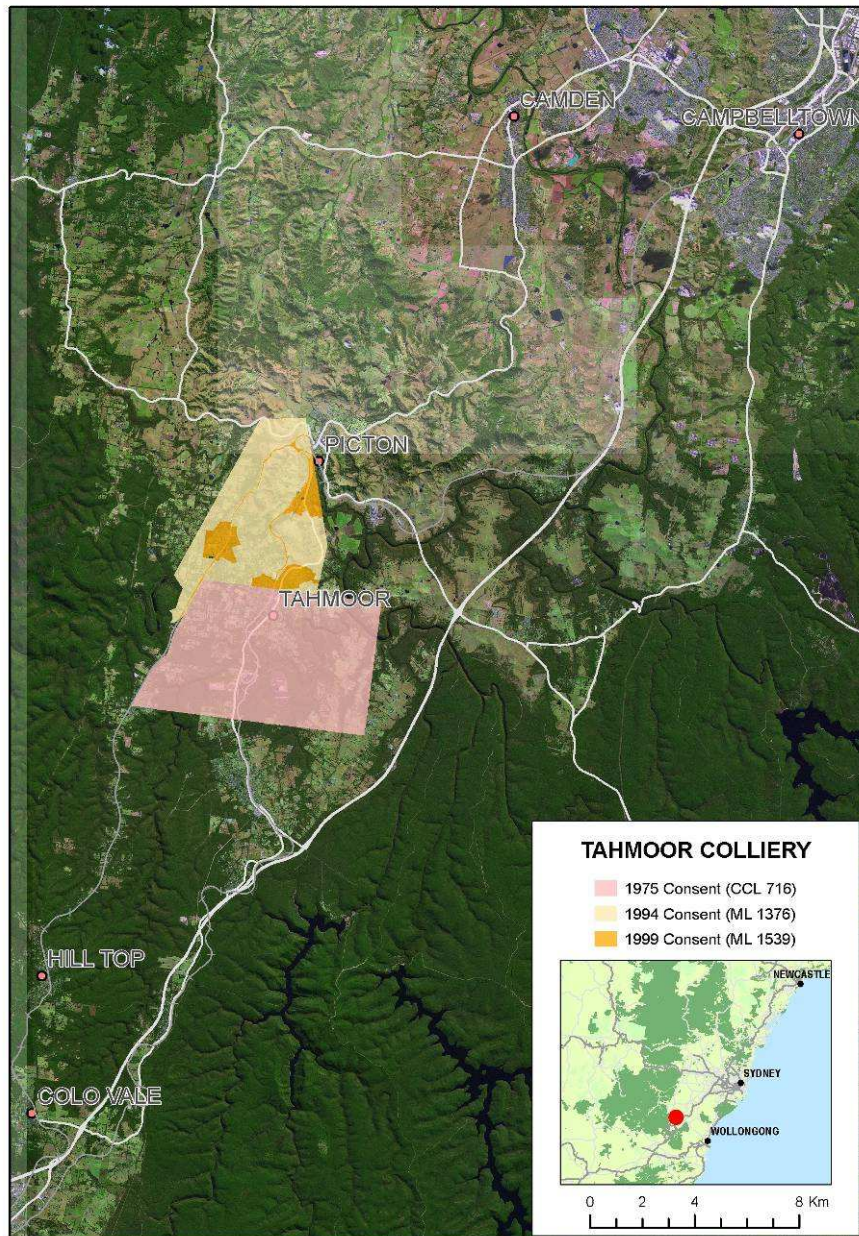 CAMDEN
CAMPBELLTOWN
PICTON
TAHMOOR
HILL TOP
COLO VALE
TAHMOOR COLLIERY
1975 Consent (CCL 716)
1994 Consent (ML 1376)
1999 Consent (ML 1539)
NEWCASTLE
SYDNEY
WOLLONGONG
0 2 4 8 Km